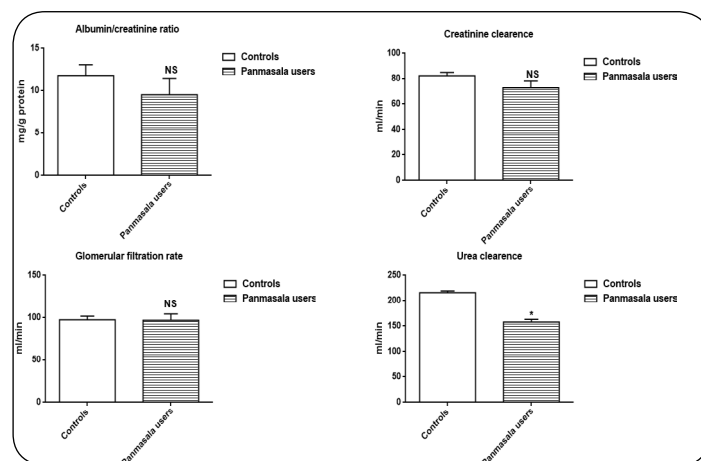 Albumin/creatinine ratio
15
10
5
0
mg/g protein
NS
Controls
Panmasala users
Controls
Panmasala users
Creatinine clearence
100
80
60
40
20
0
ml/min
NS
Controls
Panmasala users
Controls
Panmasala users
Glomerular filtration rate
150
100
50
0
ml/min
NS
Controls
Panmasala users
Controls
Panmasala users
Urea clearence
250
200
150
100
50
0
ml/min
*
Controls
Panmasala users
Controls
Panmasala users